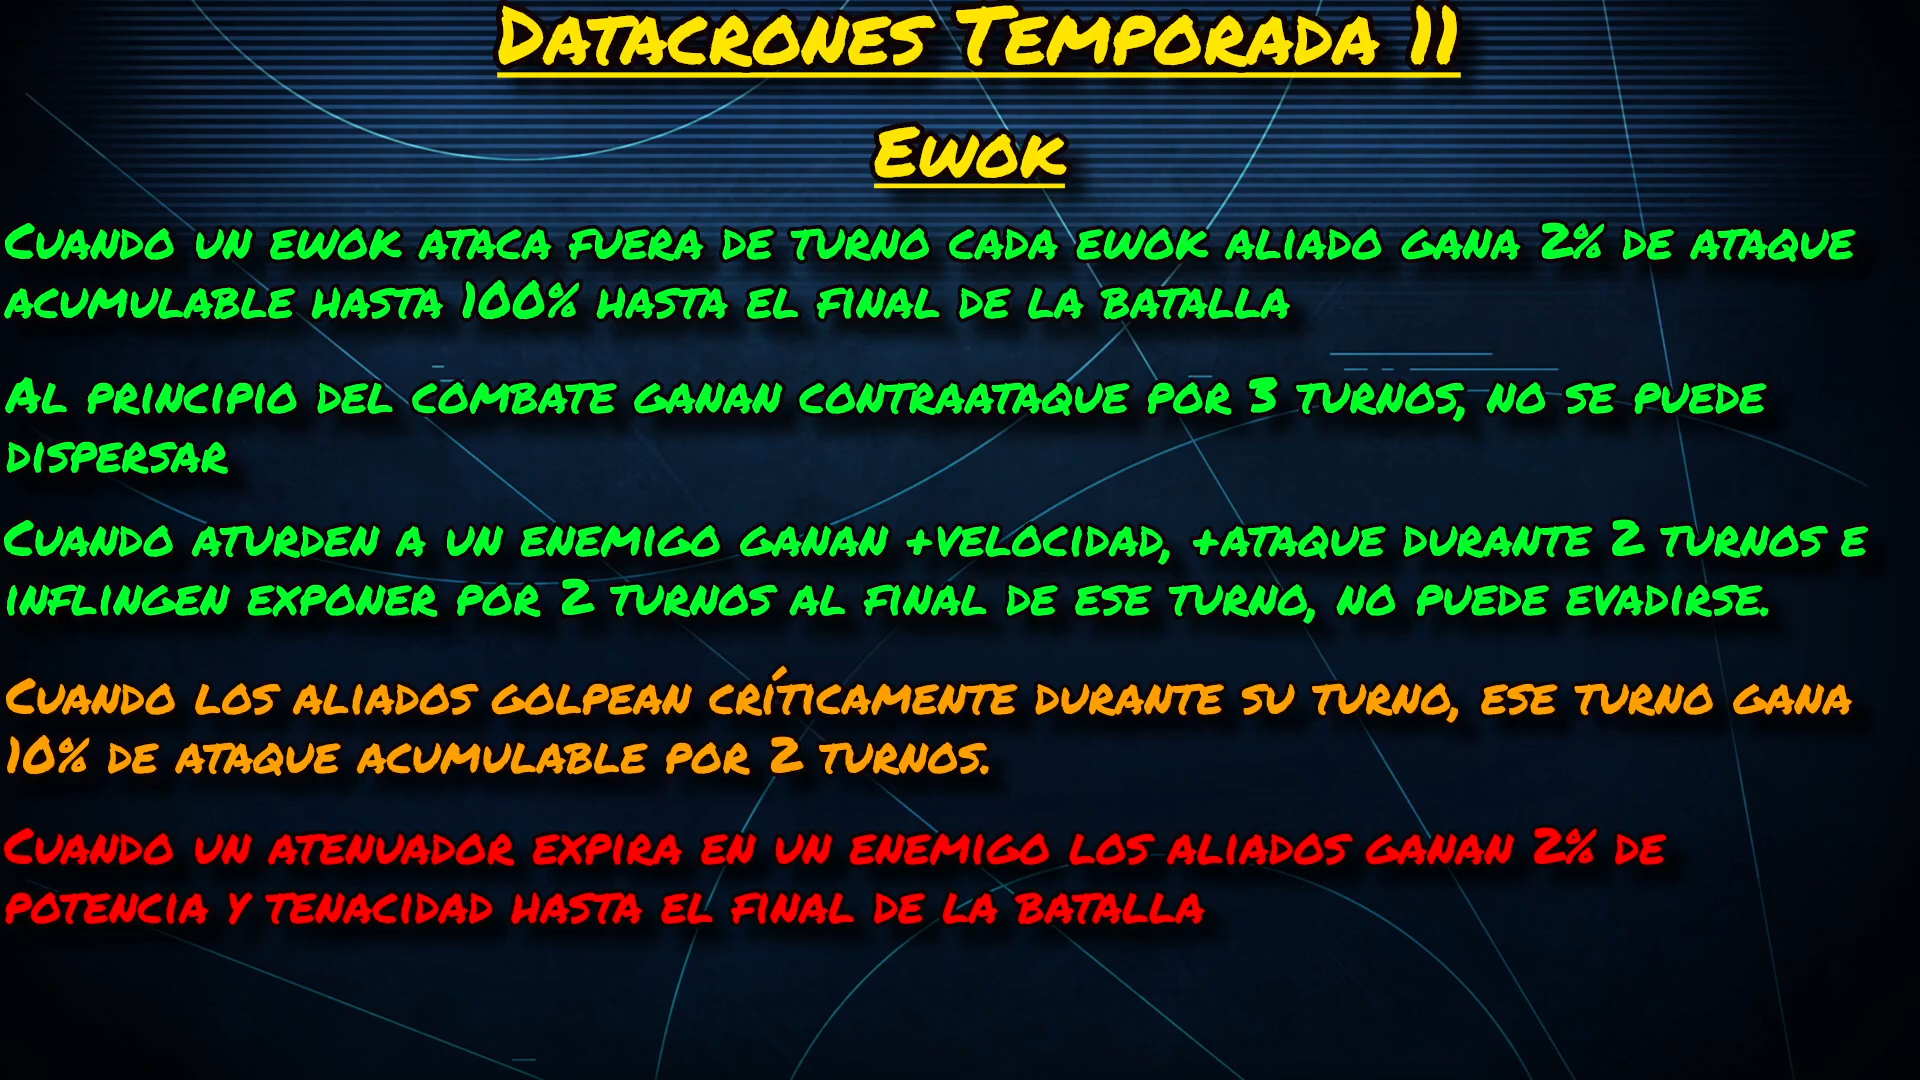 Datacrones Temporada 11
Ewok
Cuando un ewok ataca fuera de turno cada ewok aliado gana 2% de ataque
acumulable hasta 100% hasta el final de la batalla
Al principio del combate ganan contraataque por 3 turnos, no se puede
dispersar
Cuando aturden a un enemigo ganan +velocidad, +ataque durante 2 turnos e
inflingen exponer por 2 turnos al final de ese turno, no puede evadirse.
Cuando los aliados golpean críticamente durante su turno, ese turno gana
10% de ataque acumulable por 2 turnos.
Cuando un atenuador expira en un enemigo los aliados ganan 2% de
potencia y tenacidad hasta el final de la batalla